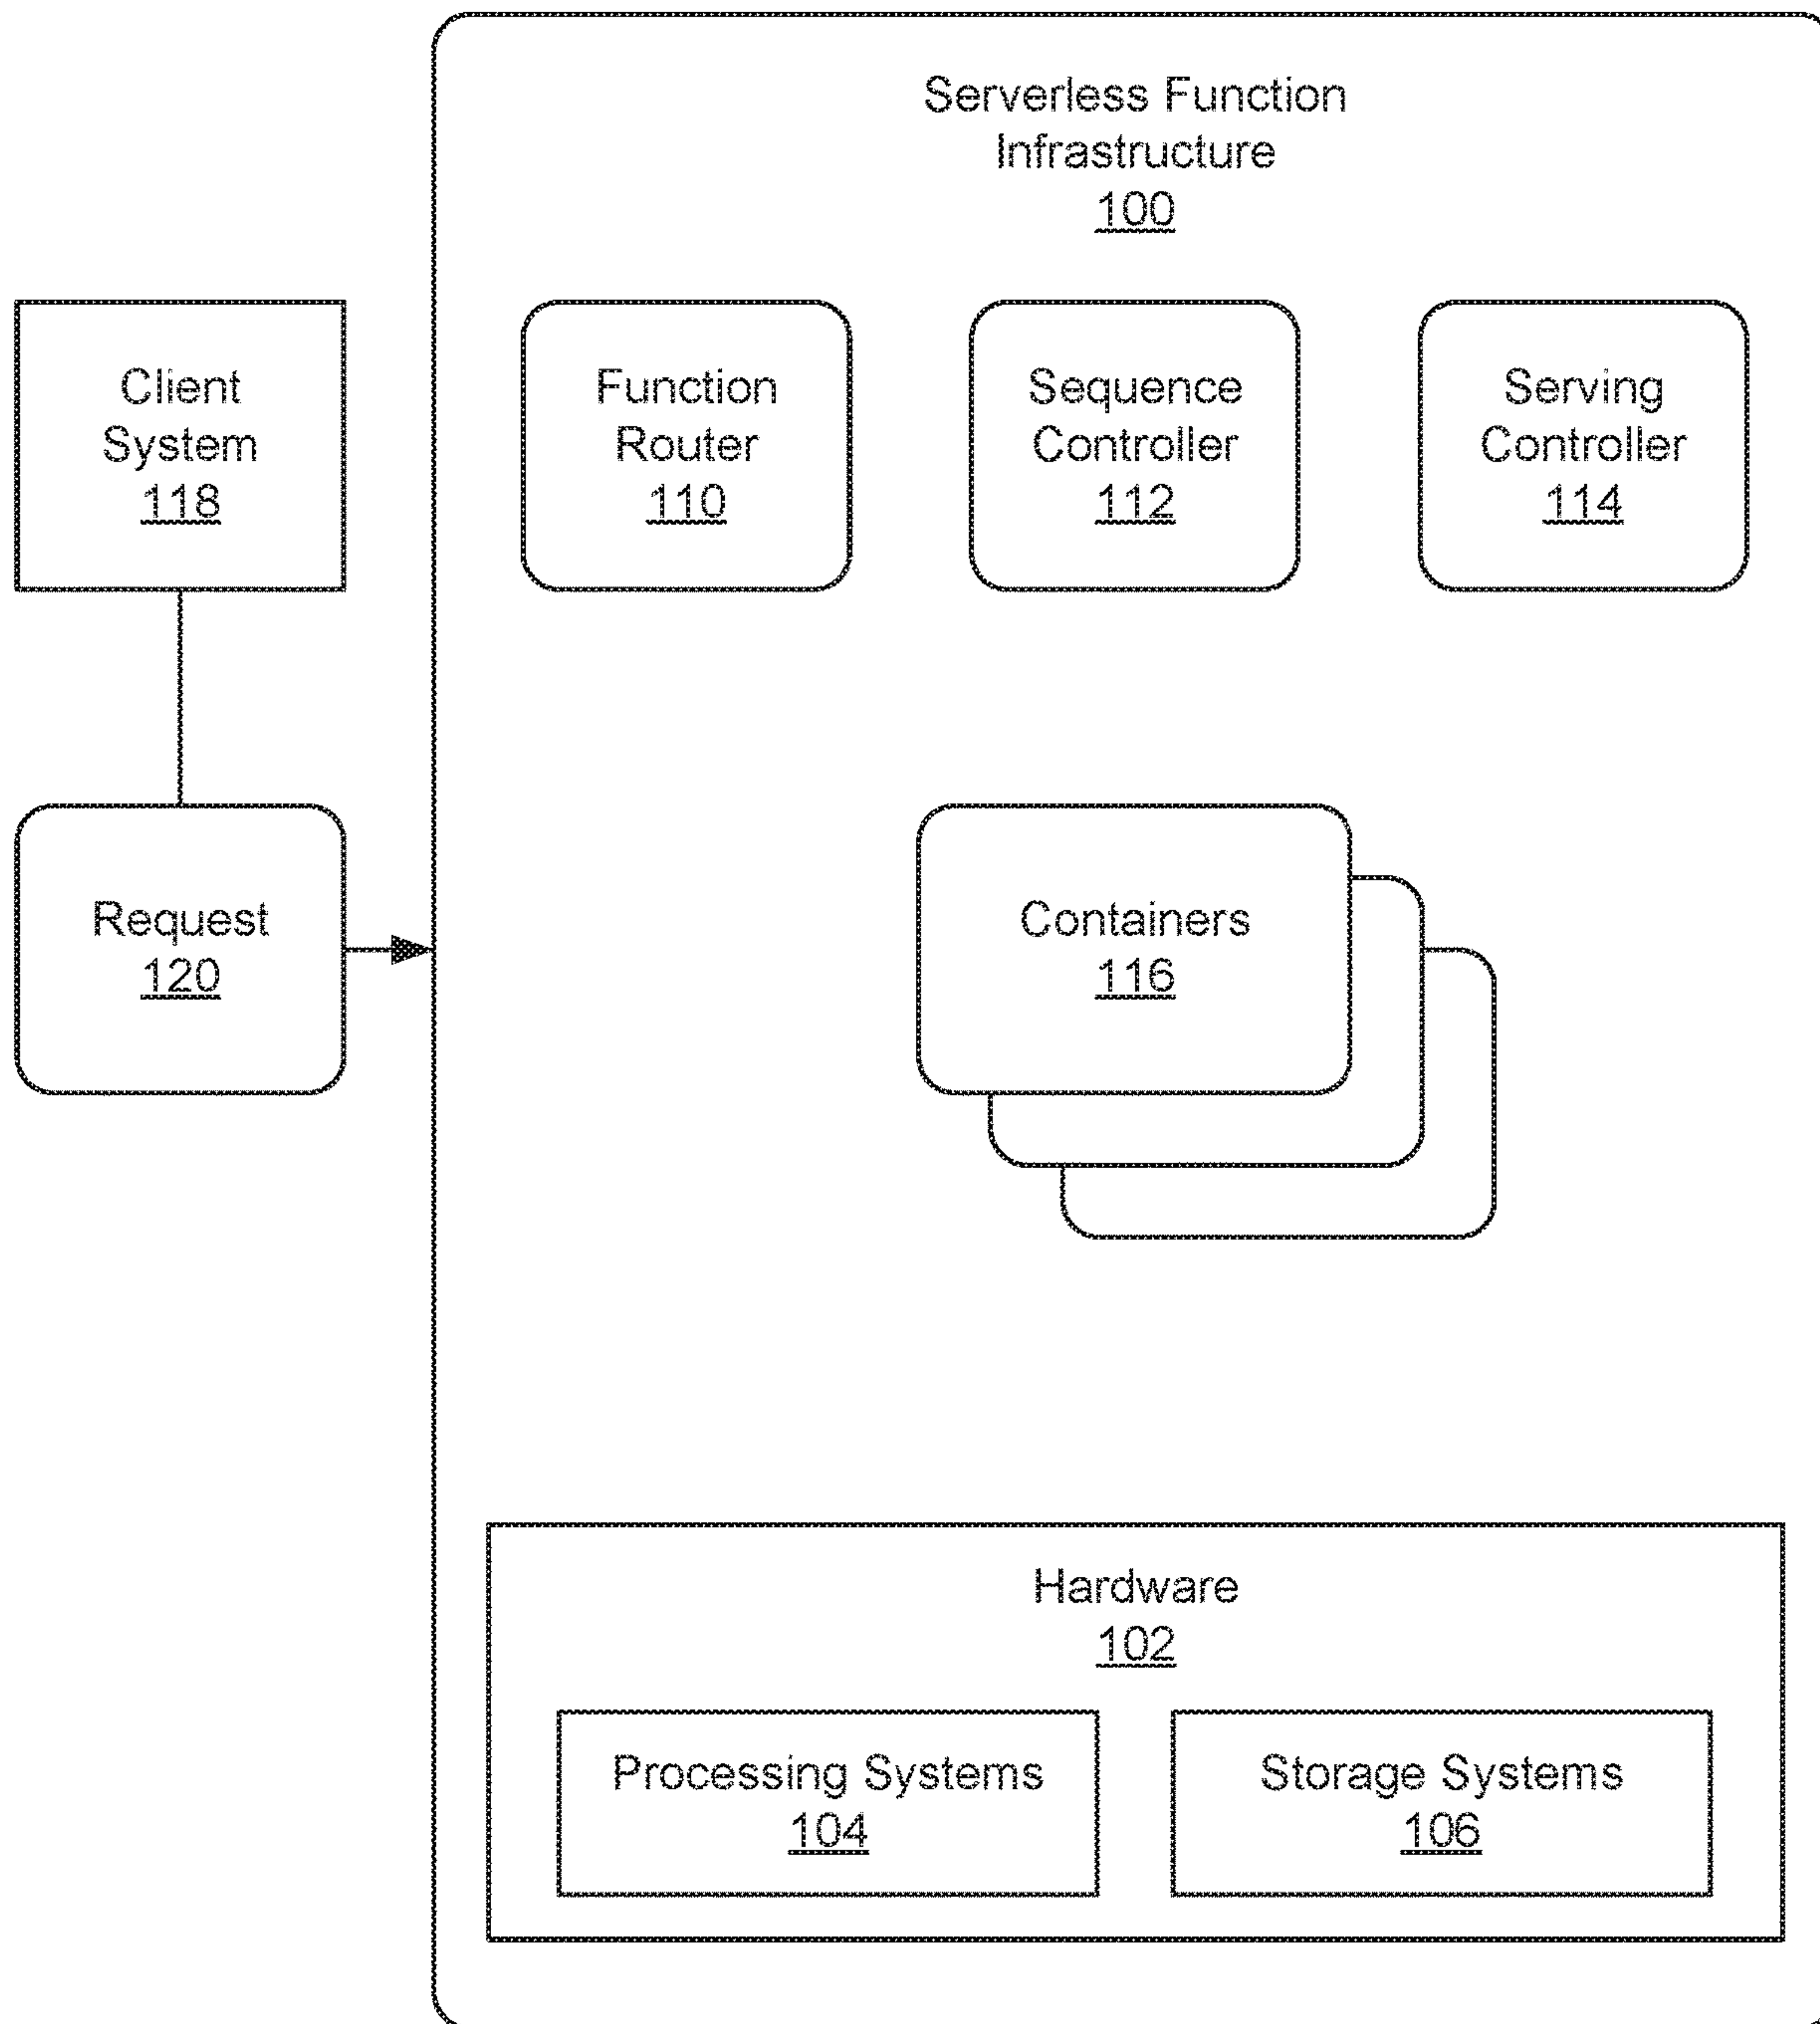 Serverless Function
Infrastructure
100
Client
System
118
Function
Router
110
Sequence
Controller
112
Serving
Controller
114
Request
120
Containers
116
Hardware
102
Processing Systems
104
Storage Systems
106